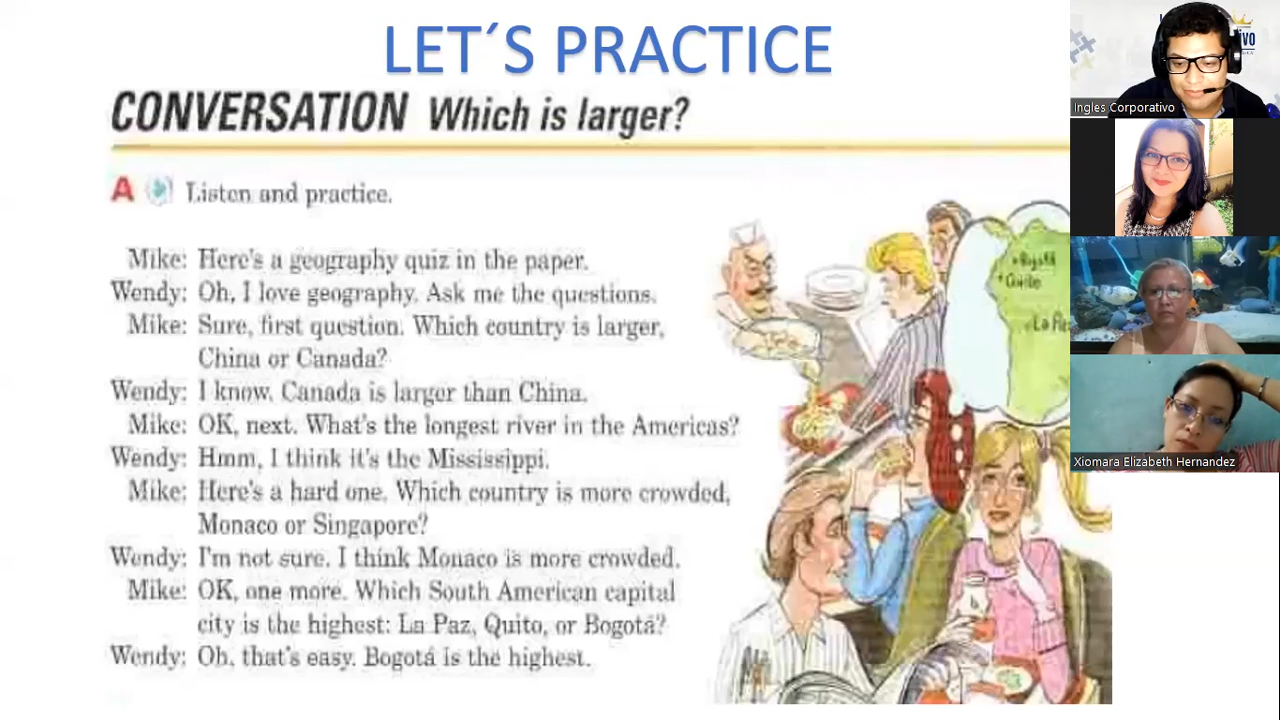 LET´S PRACTICE
CONVERSATION Which is larger?
A Listen and practice.
Mike: Here's a geography quiz in the paper.
Wendy: Oh, I love geography. Ask me the questions.
Mike: Sure, first question. Which country is larger,
China or Canada?
Wendy: I know. Canada is larger than China.
Mike: OK, next. What's the longest river in the Americas?
Wendy: Hmm, I think it's the Mississippi.
Mike: Here's a hard one. Which country is more crowded,
Monaco or Singapore?
Wendy: I'm not sure. I think Monaco is more crowded.
Mike: OK, one more. Which South American capital
city is the highest: La Paz, Quito, or Bogotá?
Wendy: Oh, that's easy. Bogotá is the highest.
Bogotá
Quito
La
Ingles Corporativo
Xiomara Elizabeth Hernandez